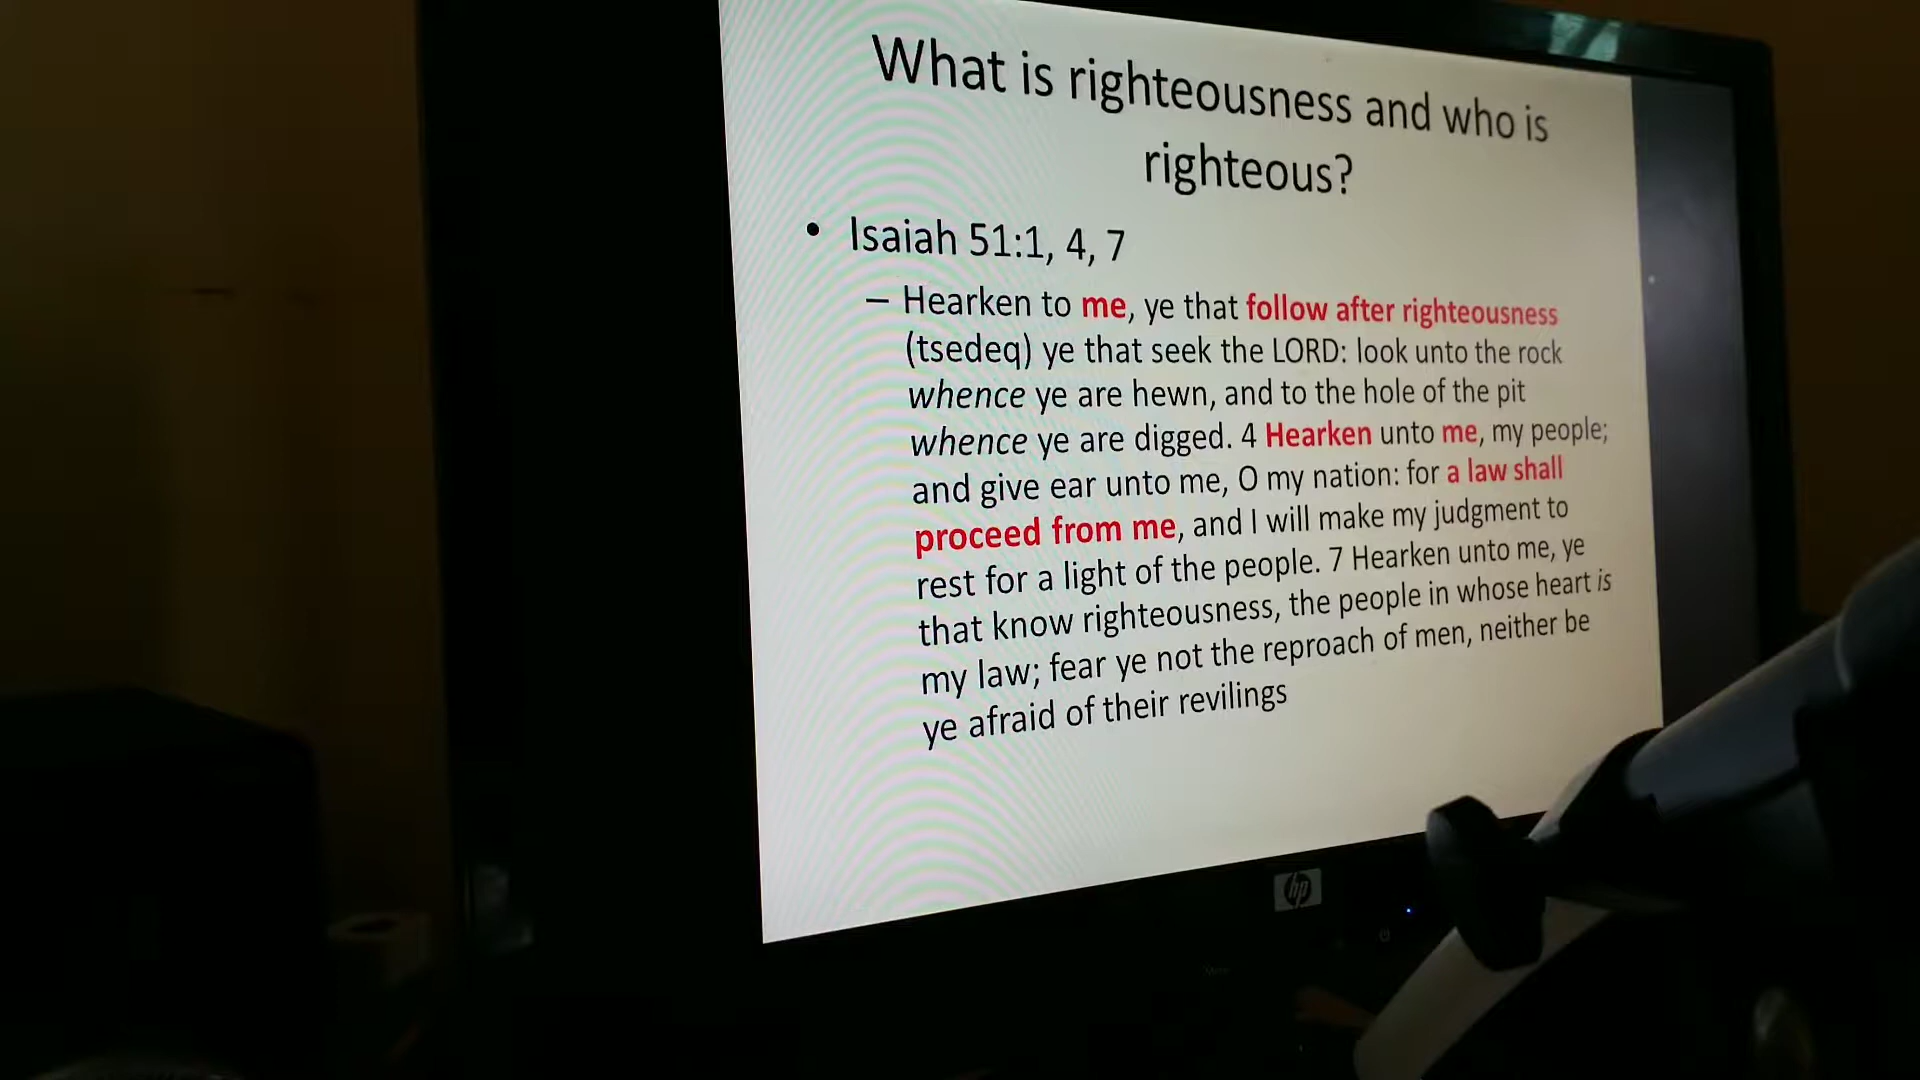 What is righteousness and who is
righteous?
• Isaiah 51:1, 4, 7
– Hearken to me, ye that follow after righteousness
(tsedeq) ye that seek the LORD: look unto the rock
whence ye are hewn, and to the hole of the pit
whence ye are digged. 4 Hearken unto me, my people;
and give ear unto me, O my nation: for a law shall
proceed from me, and I will make my judgment to
rest for a light of the people. 7 Hearken unto me, ye
that know righteousness, the people in whose heart is
my law; fear ye not the reproach of men, neither be
ye afraid of their revilings
hp